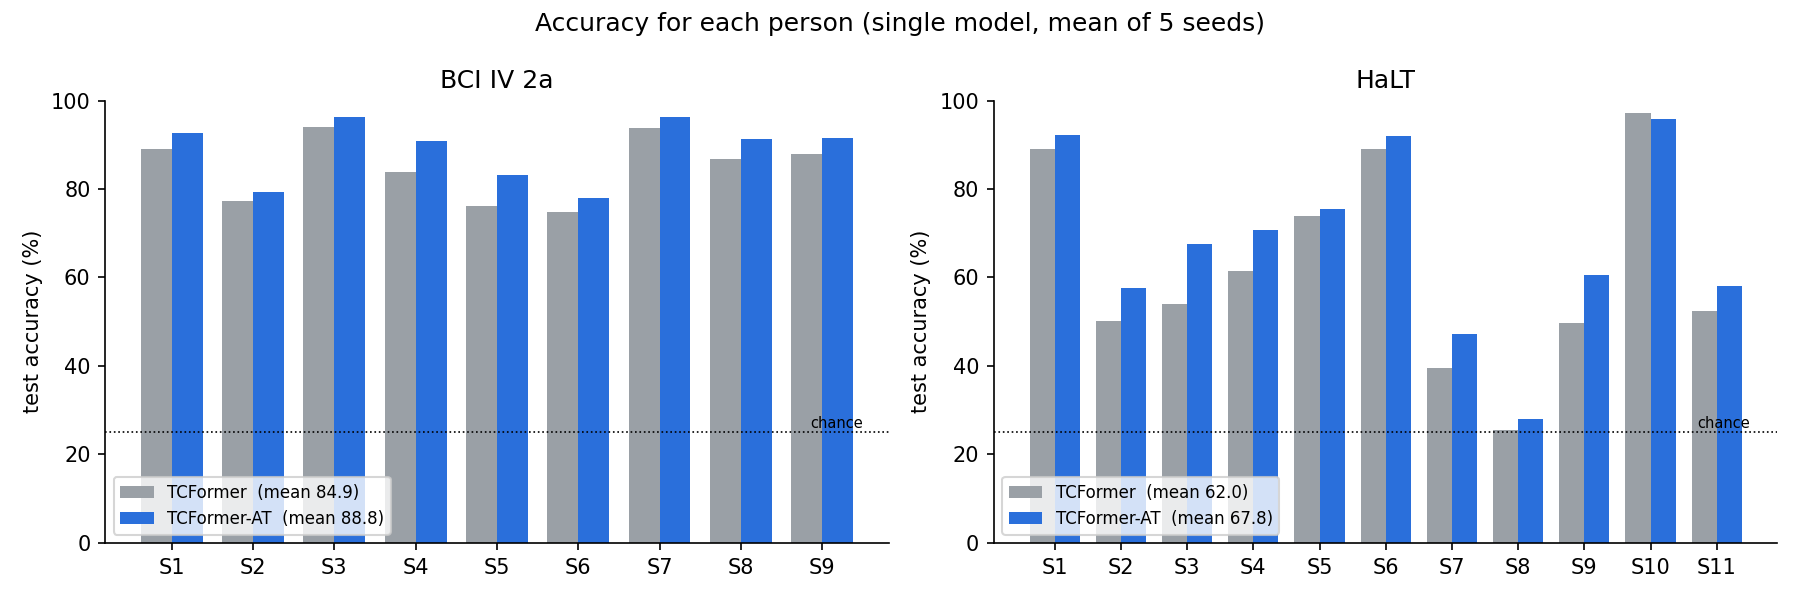 Accuracy for each person (single model, mean of 5 seeds)
BCI IV 2a
test accuracy (%)
100
80
60
40
20
0
chance
TCFormer (mean 84.9)
TCFormer-AT (mean 88.8)
S1 S2 S3 S4 S5 S6 S7 S8 S9
HaLT
test accuracy (%)
100
80
60
40
20
0
chance
TCFormer (mean 62.0)
TCFormer-AT (mean 67.8)
S1 S2 S3 S4 S5 S6 S7 S8 S9 S10 S11